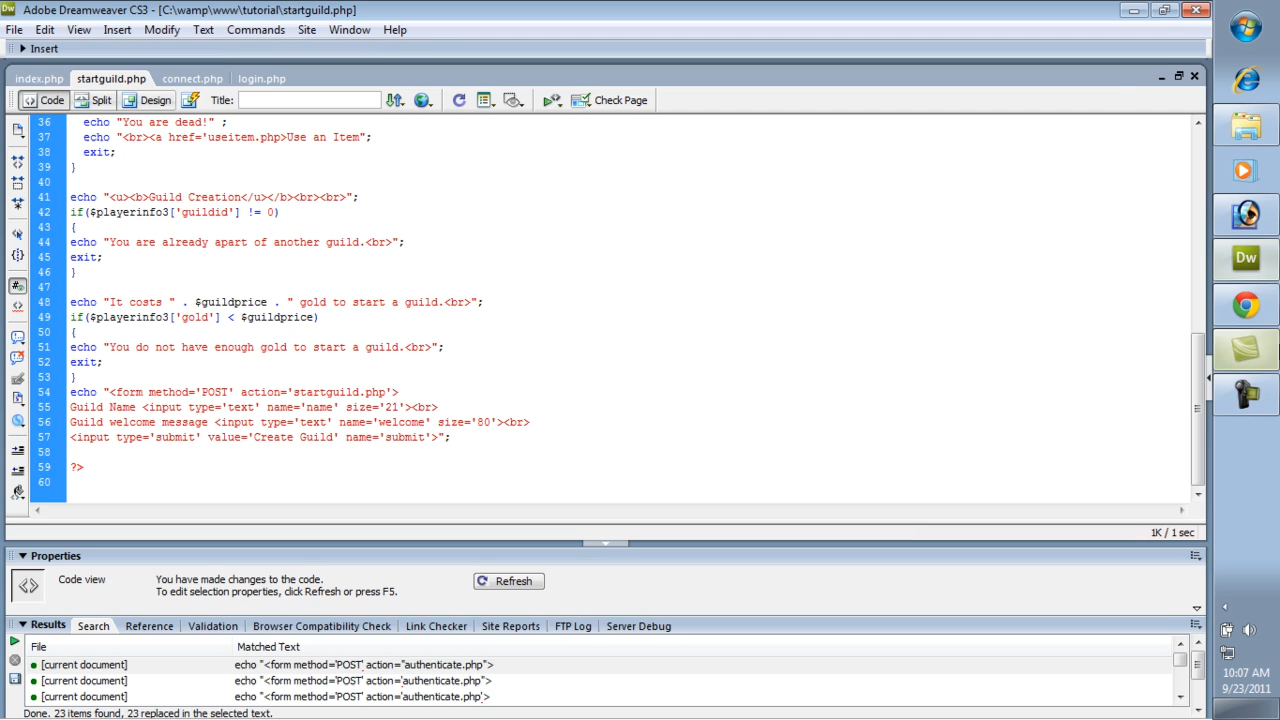 Adobe Dreamweaver CS3 - [C:\wamp\www\tutorial\startguild.php]
File Edit View Insert Modify Text Commands Site Window Help
Insert
index.php startguild.php connect.php login.php
Code Split Design Title: Check Page
36 echo "You are dead!" ;
37 echo "<br><a href='useitem.php>Use an Item";
38 exit;
39 }
40
41 echo "<u><b>Guild Creation</u></b><br><br>";
42 if($playerinfo3['guildid'] != 0)
43 {
44 echo "You are already apart of another guild.<br>";
45 exit;
46 }
47
48 echo "It costs " . $guildprice . " gold to start a guild.<br>";
49 if($playerinfo3['gold'] < $guildprice)
50 {
51 echo "You do not have enough gold to start a guild.<br>";
52 exit;
53 }
54 echo "<form method='POST' action='startguild.php'>
55 Guild Name <input type='text' name='name' size='21'><br>
56 Guild welcome message <input type='text' name='welcome' size='80'><br>
57 <input type='submit' value='Create Guild' name='submit'>";
58
59 ?>
60
1K / 1 sec
Properties
Code view You have made changes to the code.
To edit selection properties, click Refresh or press F5.
Refresh
Results Search Reference Validation Browser Compatibility Check Link Checker Site Reports FTP Log Server Debug
File Matched Text
[current document] echo "<form method='POST' action="authenticate.php">
[current document] echo "<form method='POST' action='authenticate.php">
[current document] echo "<form method='POST' action='authenticate.php'>
Done. 23 items found, 23 replaced in the selected text.
Dw
Dw
10:07 AM
9/23/2011